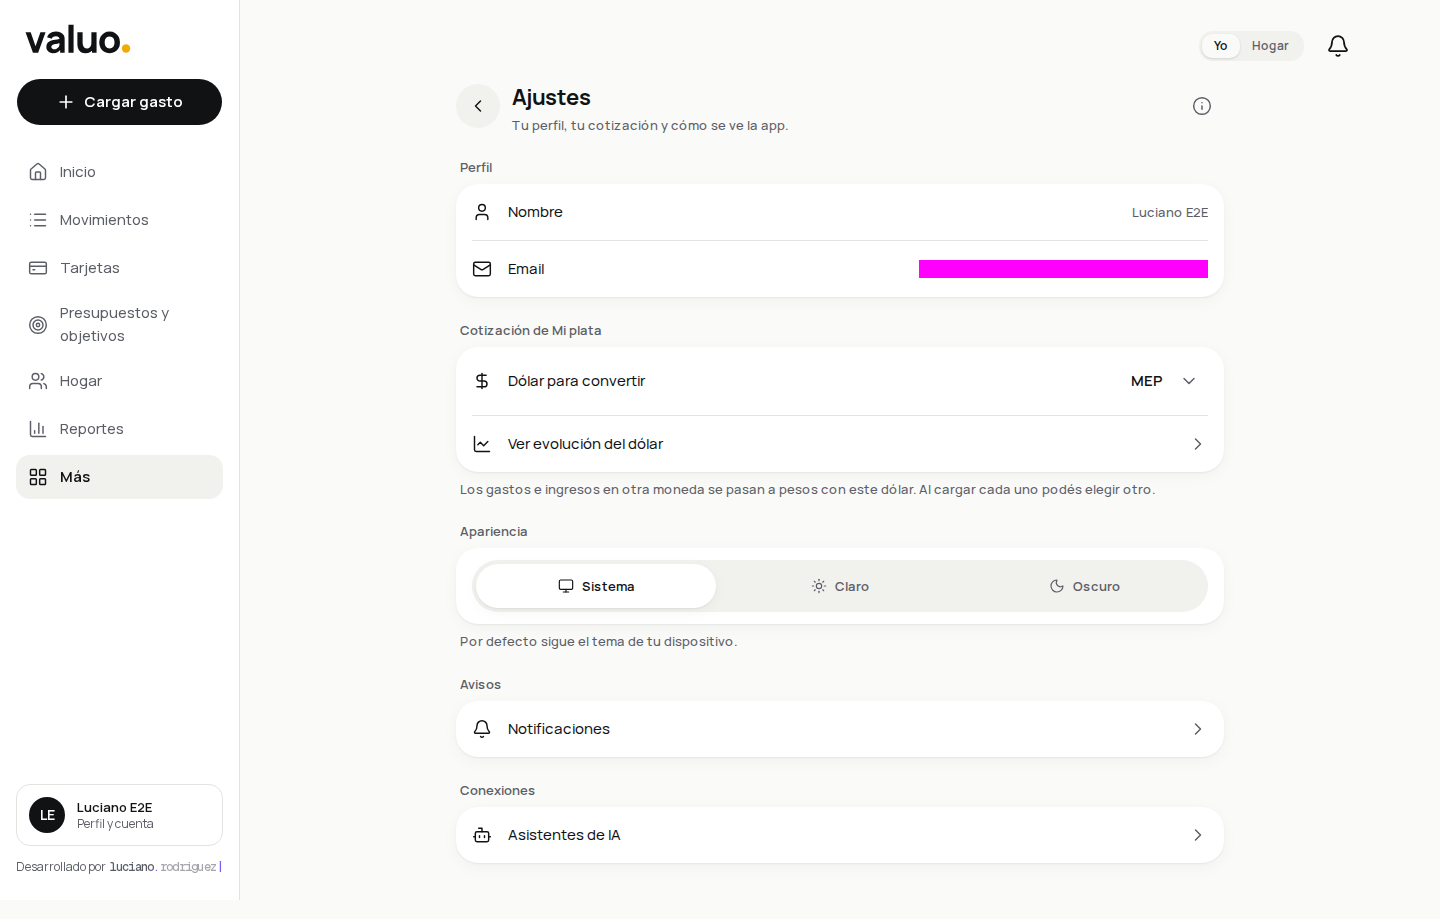 valuo.
Cargar gasto
Inicio
Movimientos
Tarjetas
Presupuestos y
objetivos
Hogar
Reportes
Más
Luciano E2E
LE
Perfil y cuenta
Desarrollado por luciano.rodriguez|
Yo
Hogar
Ajustes
Tu perfil, tu cotización y cómo se ve la app.
Perfil
Nombre
Luciano E2E
Email
Cotización de Mi plata
Dólar para convertir
MEP
Ver evolución del dólar
Los gastos e ingresos en otra moneda se pasan a pesos con este dólar. Al cargar cada uno podés elegir otro.
Apariencia
Sistema
Claro
Oscuro
Por defecto sigue el tema de tu dispositivo.
Avisos
Notificaciones
Conexiones
Asistentes de IA